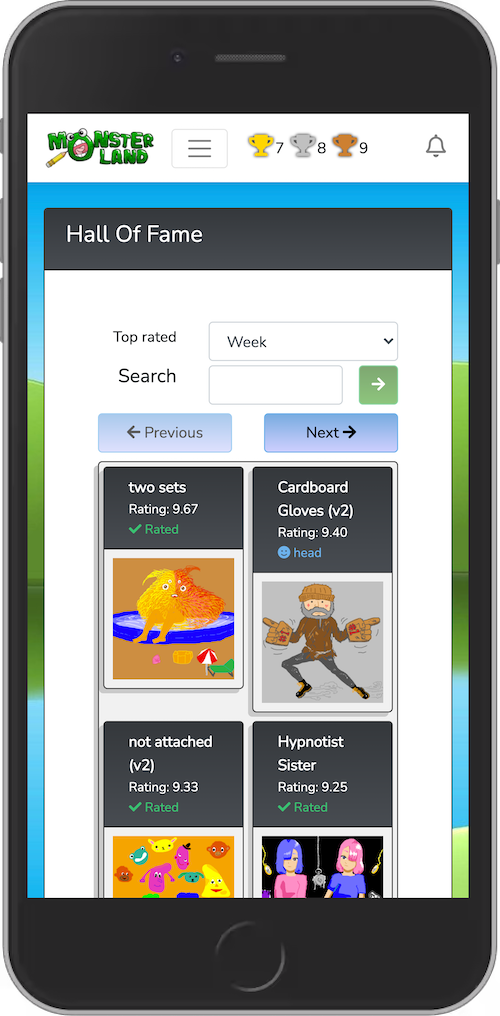 MONSTER
LAND
7 8 9
Hall Of Fame
Top rated
Week
Search
Previous
Next
two sets
Rating: 9.67
Rated
Cardboard
Gloves (v2)
Rating: 9.40
head
not attached
(v2)
Rating: 9.33
Rated
Hypnotist
Sister
Rating: 9.25
Rated